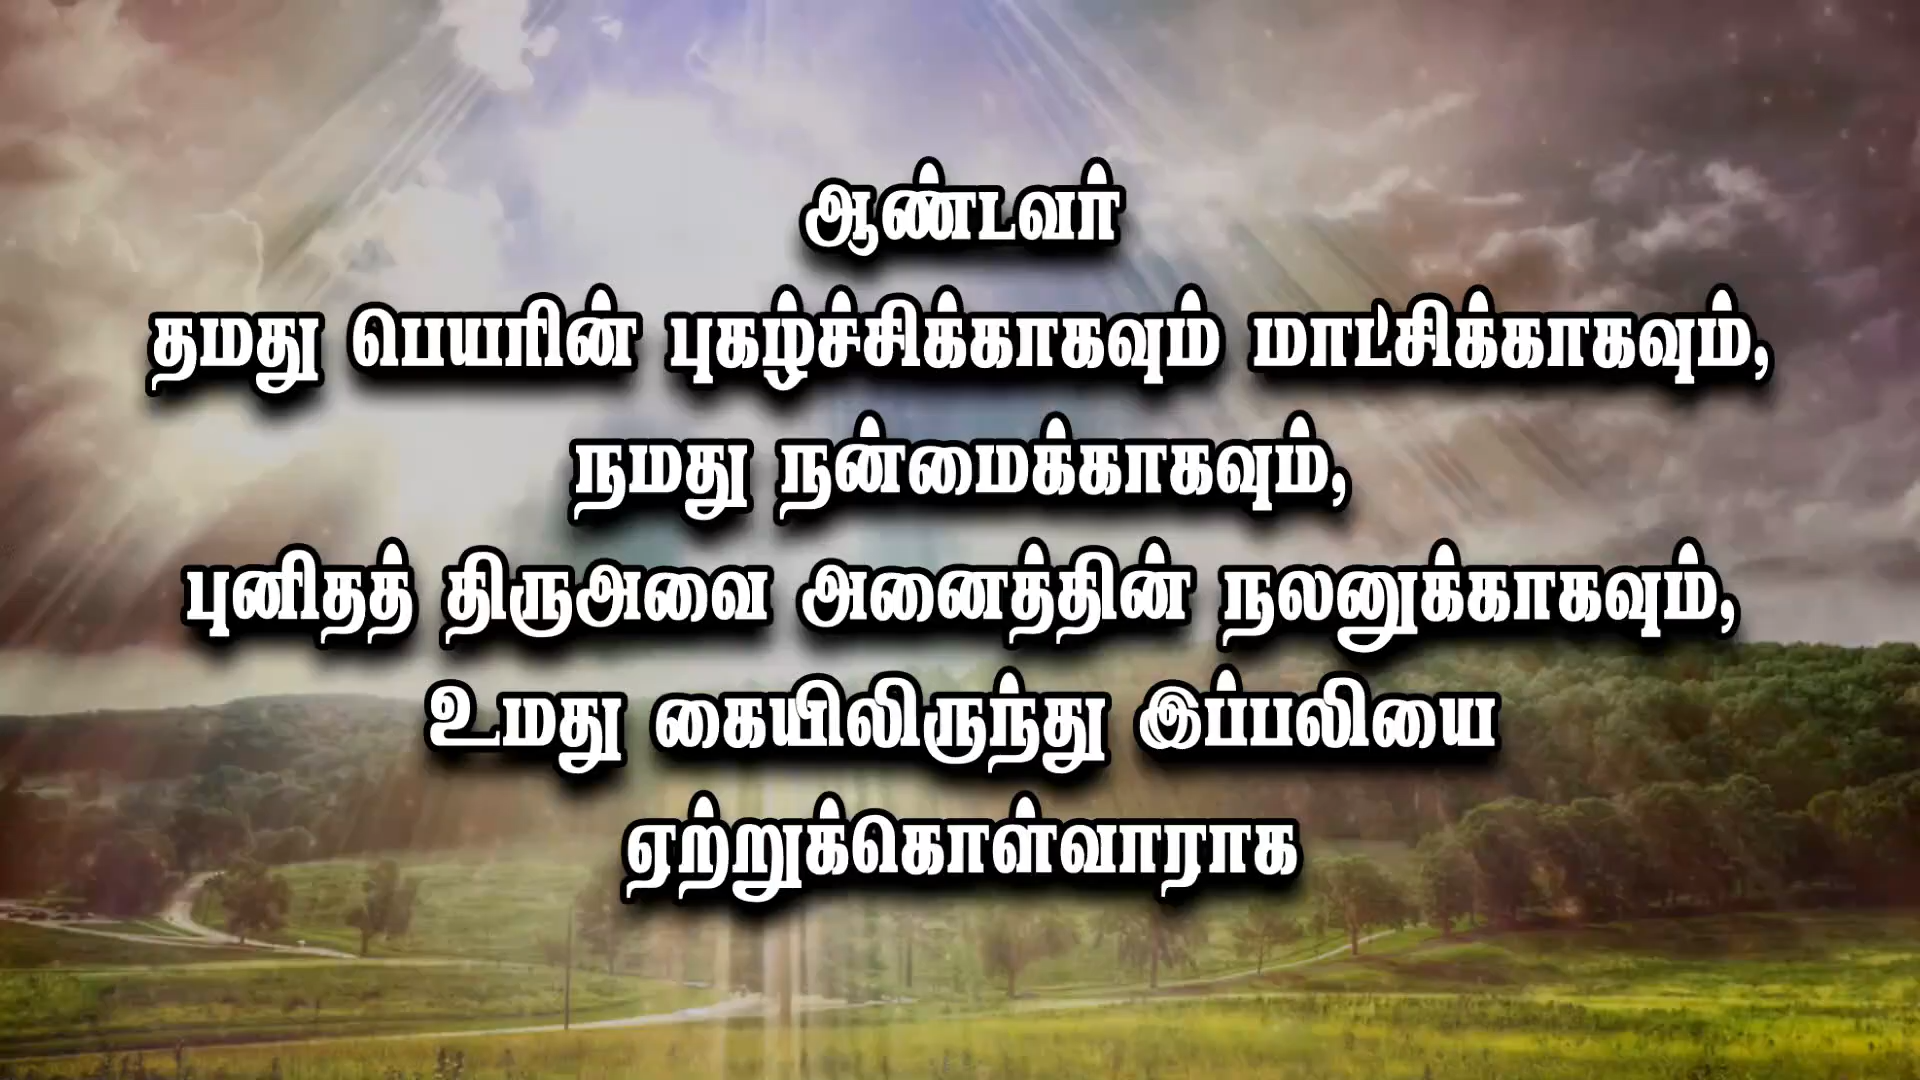 ஆண்டவர்
தமது பெயரின் புகழ்ச்சிக்காகவும் மாட்சிக்காகவும்,
நமது நன்மைக்காகவும்,
புனிதத் திருஅவை அனைத்தின் நலனுக்காகவும்,
உமது கையிலிருந்து இப்பலியை
ஏற்றுக்கொள்வாராக